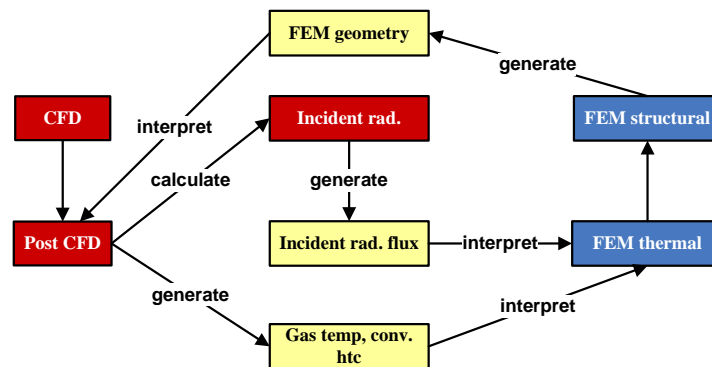 FEM geometry
generate
CFD
interpret
Incident rad.
FEM structural
calculate
generate
Post CFD
Incident rad. flux
interpret
FEM thermal
generate
interpret
Gas temp, conv.
htc